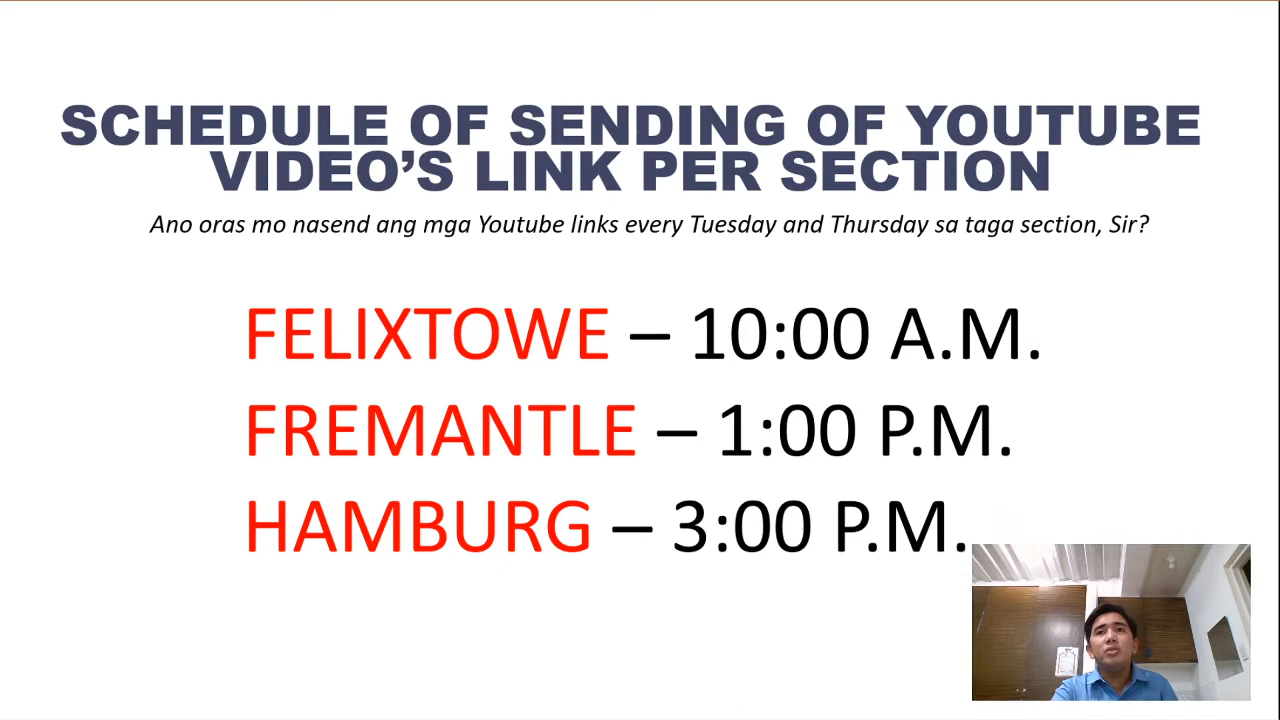 SCHEDULE OF SENDING OF YOUTUBE
VIDEO’S LINK PER SECTION
Ano oras mo nasend ang mga Youtube links every Tuesday and Thursday sa taga section, Sir?
FELIXTOWE – 10:00 A.M.
FREMANTLE – 1:00 P.M.
HAMBURG – 3:00 P.M.